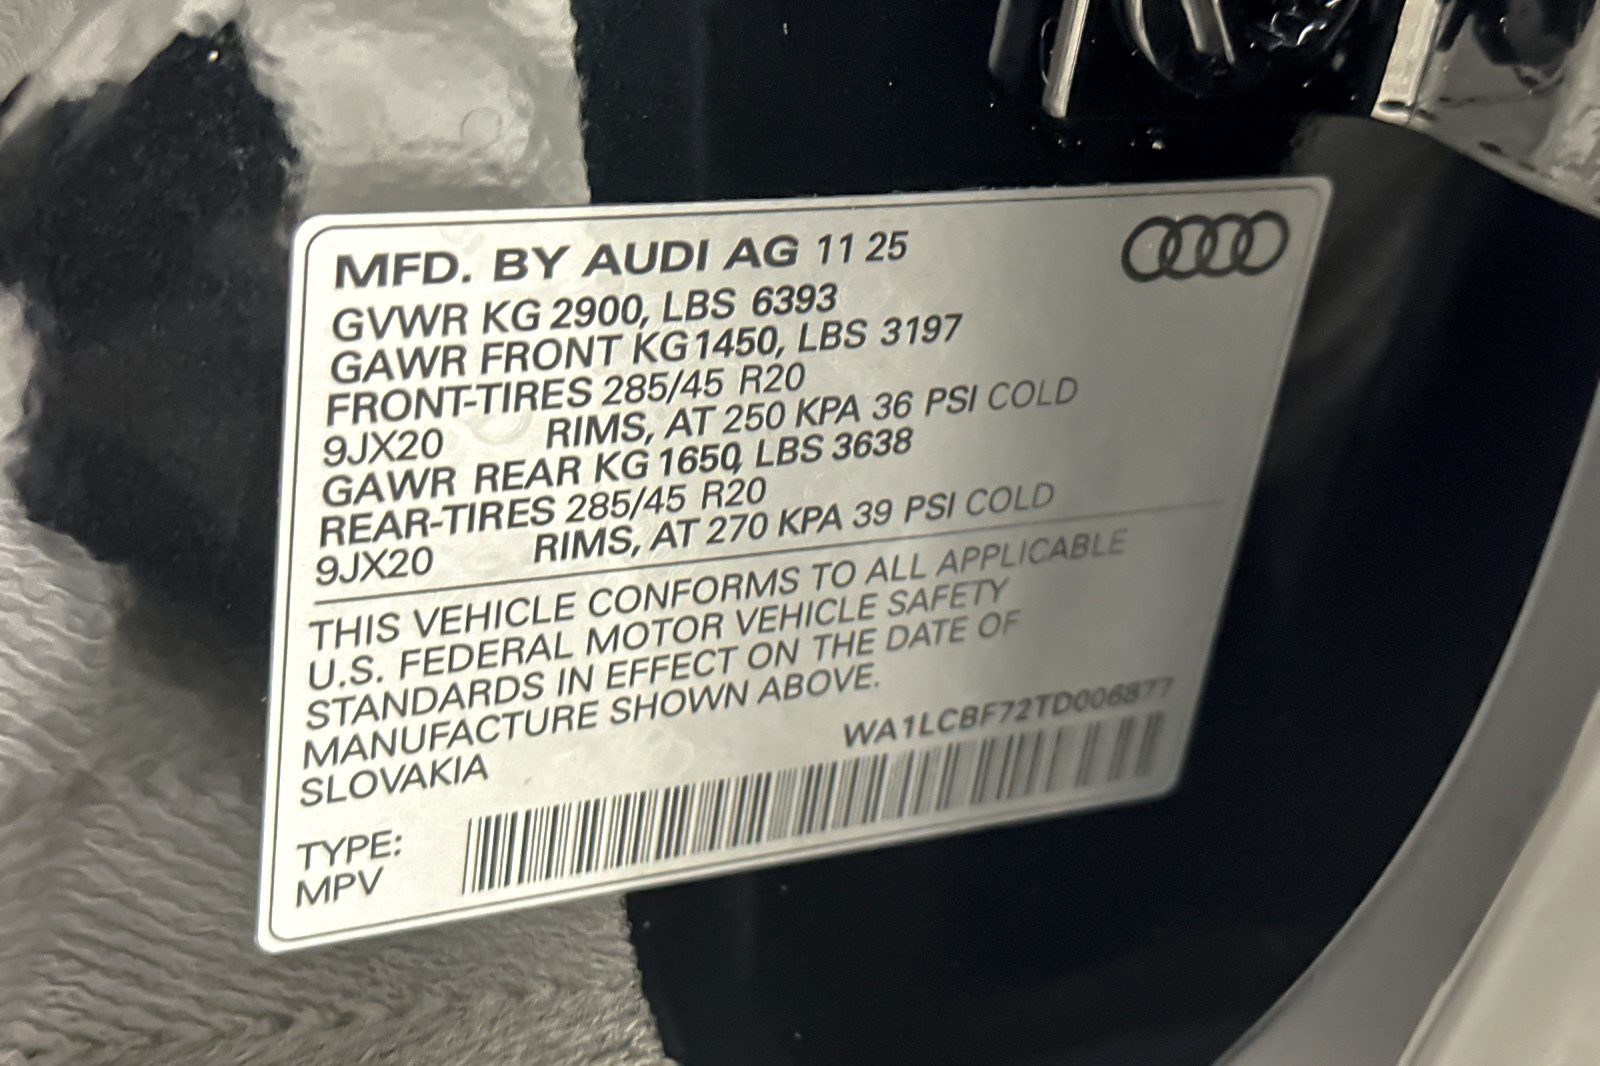 MFD. BY AUDI AG 11 25
GVWR KG 2900, LBS 6393
GAWR FRONT KG 1450, LBS 3197
FRONT-TIRES 285/45 R20
9JX20 RIMS, AT 250 KPA 36 PSI COLD
GAWR REAR KG 1650, LBS 3638
REAR-TIRES 285/45 R20
9JX20 RIMS, AT 270 KPA 39 PSI COLD
THIS VEHICLE CONFORMS TO ALL APPLICABLE
U.S. FEDERAL MOTOR VEHICLE SAFETY
STANDARDS IN EFFECT ON THE DATE OF
MANUFACTURE SHOWN ABOVE.
SLOVAKIA
WA1LCBF72TD006877
TYPE:
MPV